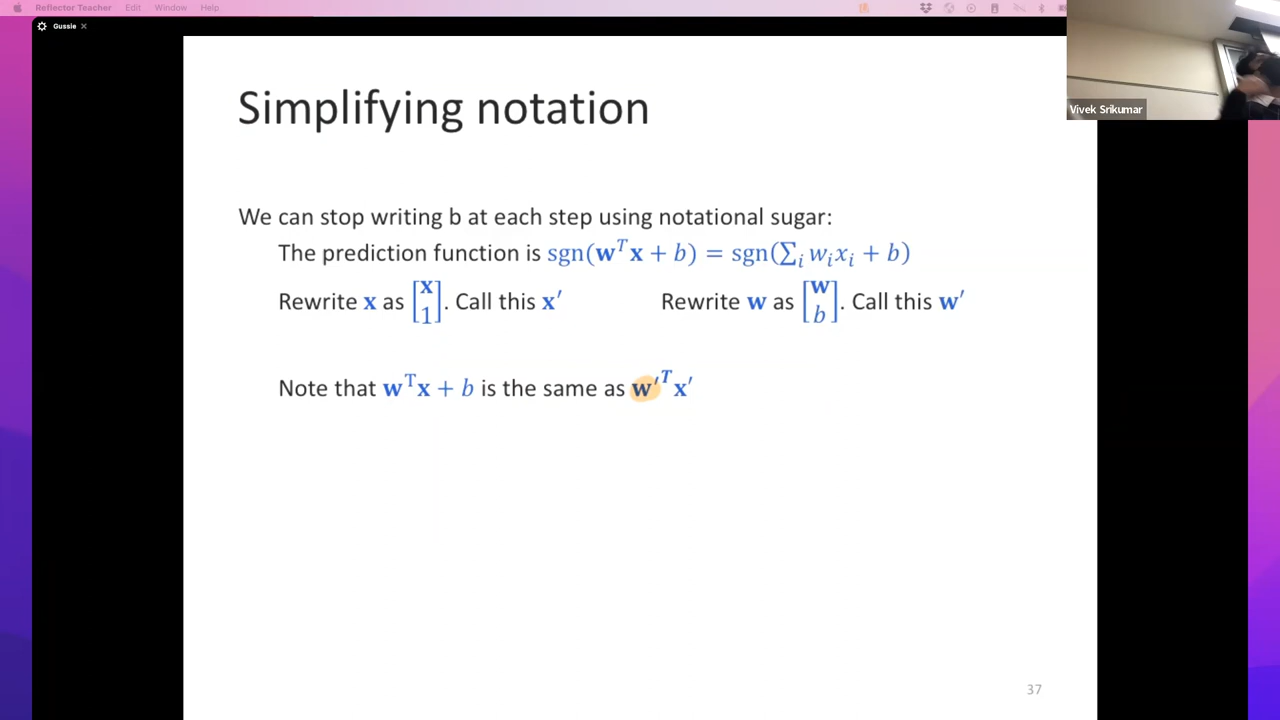 Reflector Teacher Edit Window Help
Gussie
Vivek Srikumar
Simplifying notation
We can stop writing b at each step using notational sugar:
The prediction function is sgn(𝐰ᵀ𝐱 + b) = sgn(∑ᵢ wᵢxᵢ + b)
Rewrite 𝐱 as [𝐱 1]. Call this 𝐱′ Rewrite 𝐰 as [𝐰 b]. Call this 𝐰′
Note that 𝐰ᵀ𝐱 + b is the same as 𝐰′ᵀ𝐱′
37